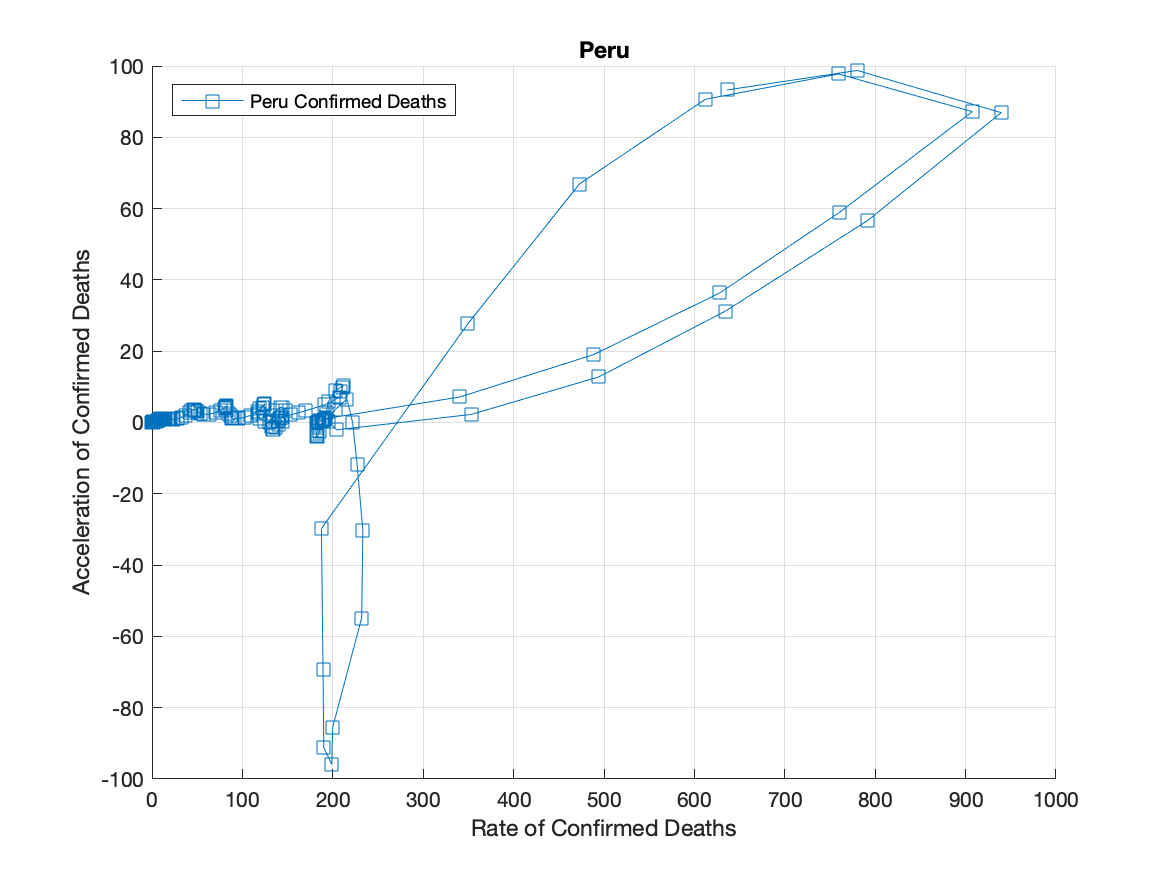 Peru
Peru Confirmed Deaths
Acceleration of Confirmed Deaths
100
80
60
40
20
0
-20
-40
-60
-80
-100
0 100 200 300 400 500 600 700 800 900 1000
Rate of Confirmed Deaths